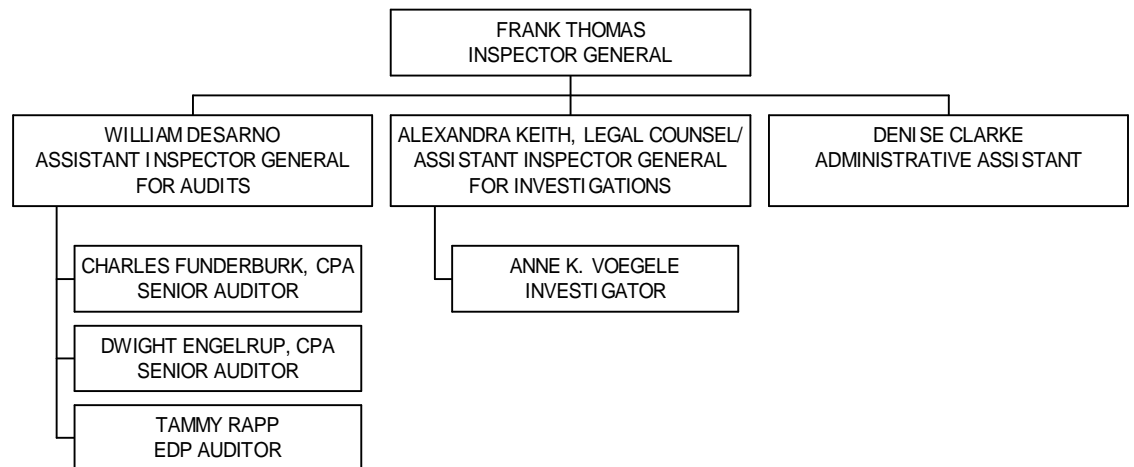 FRANK THOMAS
INSPECTOR GENERAL
WILLIAM DESARNO
ASSISTANT INSPECTOR GENERAL
FOR AUDITS
ALEXANDRA KEITH, LEGAL COUNSEL/
ASSISTANT INSPECTOR GENERAL
FOR INVESTIGATIONS
DENISE CLARKE
ADMINISTRATIVE ASSISTANT
CHARLES FUNDERBURK, CPA
SENIOR AUDITOR
DWIGHT ENGELRUP, CPA
SENIOR AUDITOR
TAMMY RAPP
EDP AUDITOR
ANNE K. VOEGELE
INVESTIGATOR